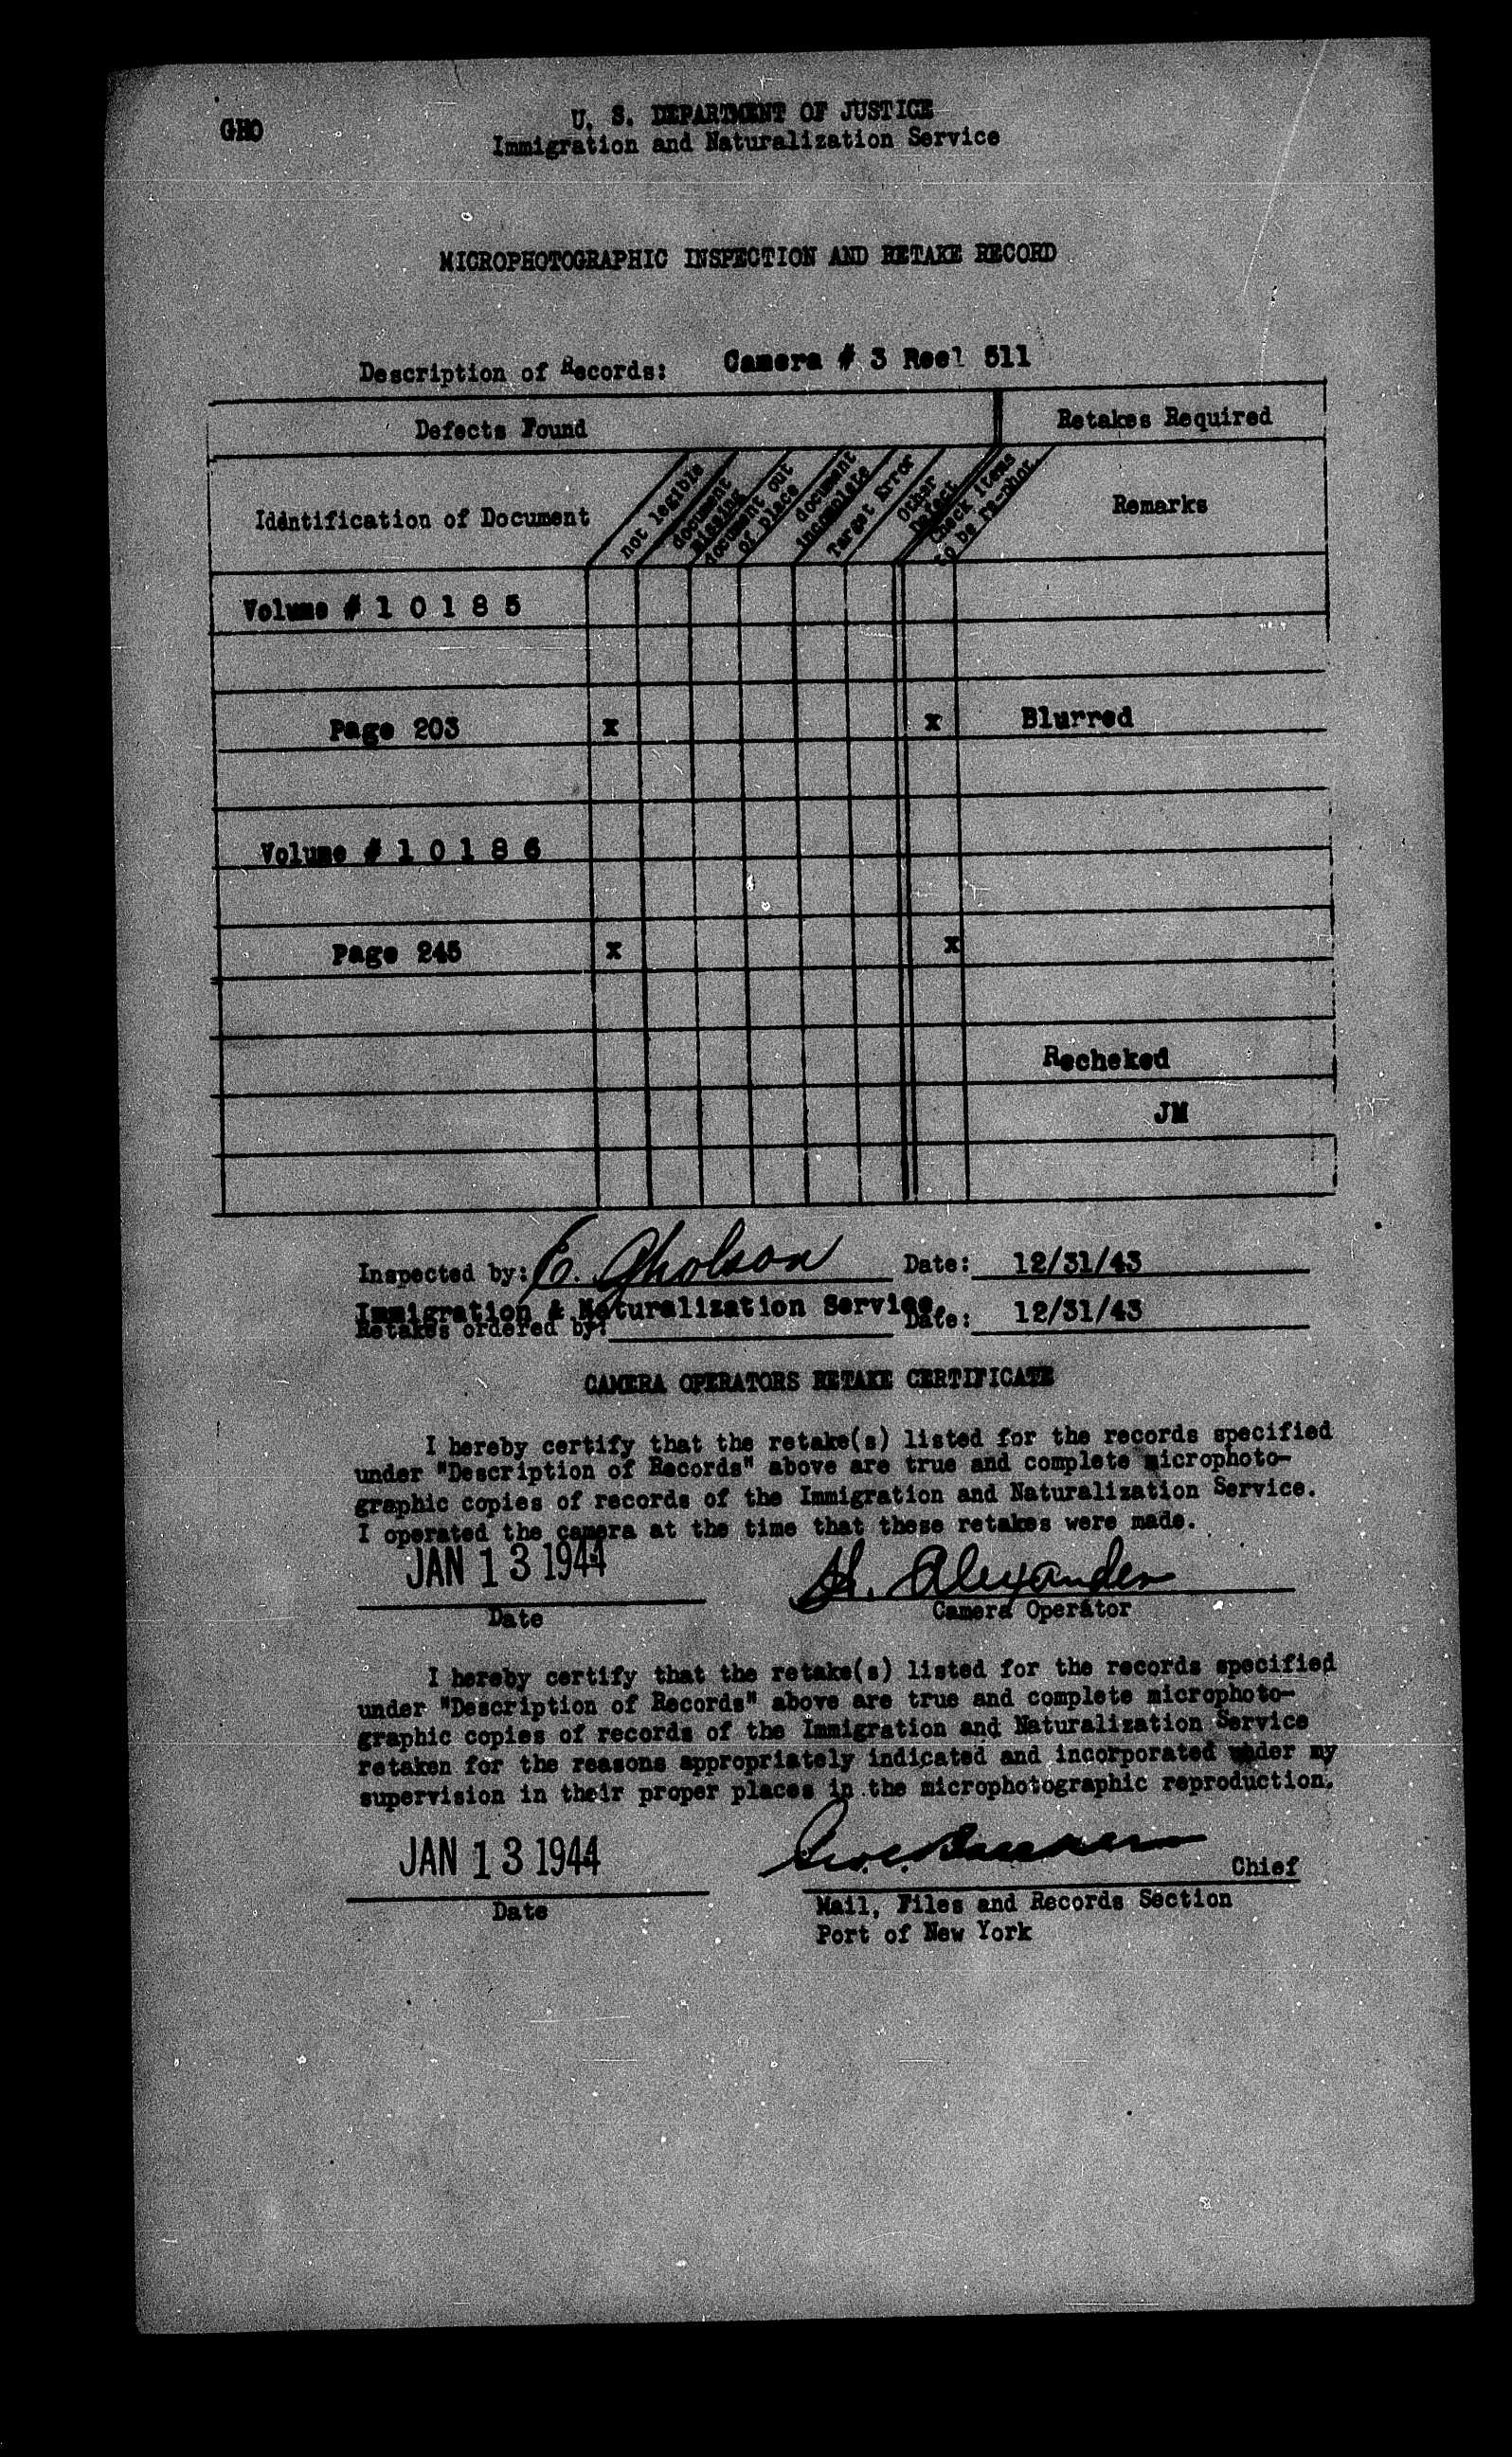 GHO
U. S. DEPARTMENT OF JUSTICE
Immigration and Naturalization Service
MICROPHOTOGRAPHIC INSPECTION AND RETAKE RECORD
Description of Records: Camera # 3 Reel 511
Defects Found Retakes Required
Identification of Document
not legible
document missing
document out of place
document incomplete
Target Error
Other Defect
Check items to be re-phot.
Remarks
Volume # 1 0 1 8 5
Page 203 x x Blurred
Volume # 1 0 1 8 6
Page 245 x x
Recheked
JM
Inspected by: E. Gholson Date: 12/31/43
Immigration & Naturalization Service.
Retakes ordered by: Date: 12/31/43
CAMERA OPERATORS RETAKE CERTIFICATE
I hereby certify that the retake(s) listed for the records specified
under "Description of Records" above are true and complete microphoto-
graphic copies of records of the Immigration and Naturalization Service.
I operated the camera at the time that these retakes were made.
JAN 13 1944 H. Alexander
Date Camera Operator
I hereby certify that the retake(s) listed for the records specified
under "Description of Records" above are true and complete microphoto-
graphic copies of records of the Immigration and Naturalization Service
retaken for the reasons appropriately indicated and incorporated under my
supervision in their proper places in the microphotographic reproduction.
JAN 13 1944 Chief
Date Mail, Files and Records Section
Port of New York